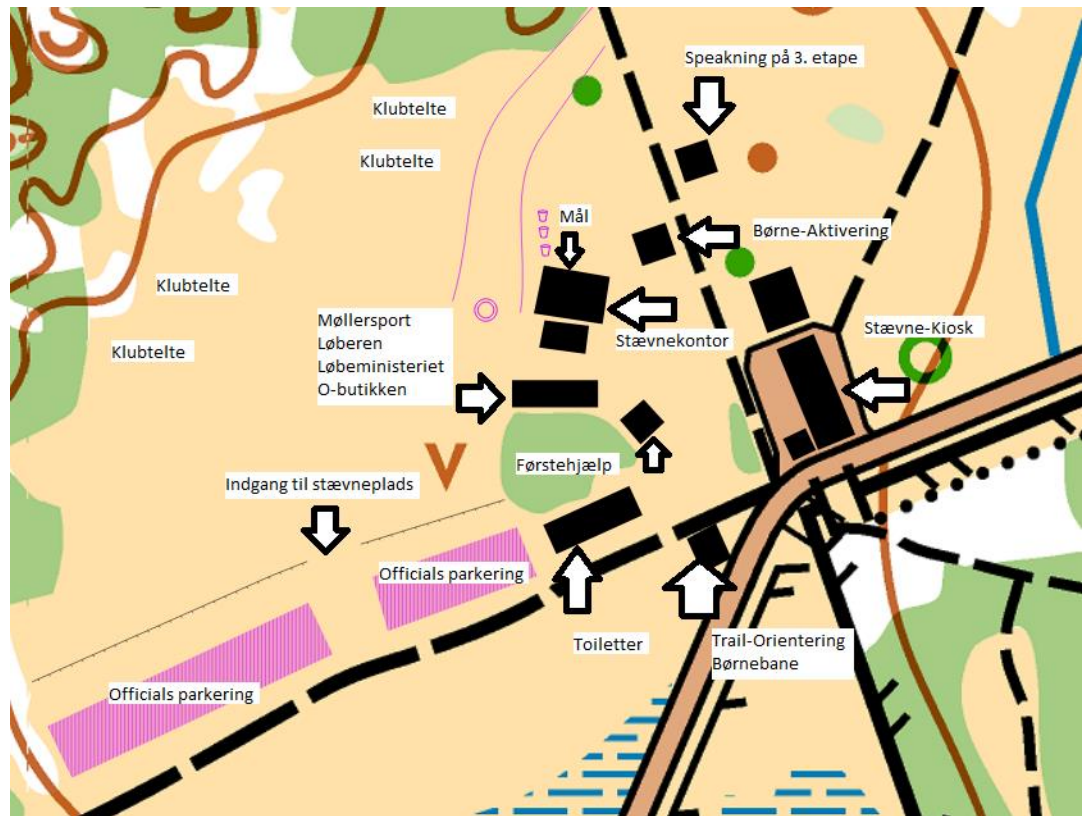 Speakning på 3. etape
Klubtelte
Klubtelte
Mål
Børne-Aktivering
Klubtelte
Møllersport
Løberen
Løbeministeriet
O-butikken
Stævnekontor
Stævne-Kiosk
Klubtelte
Førstehjælp
Indgang til stævneplads
Officials parkering
Toiletter
Trail-Orientering
Børnebane
Officials parkering